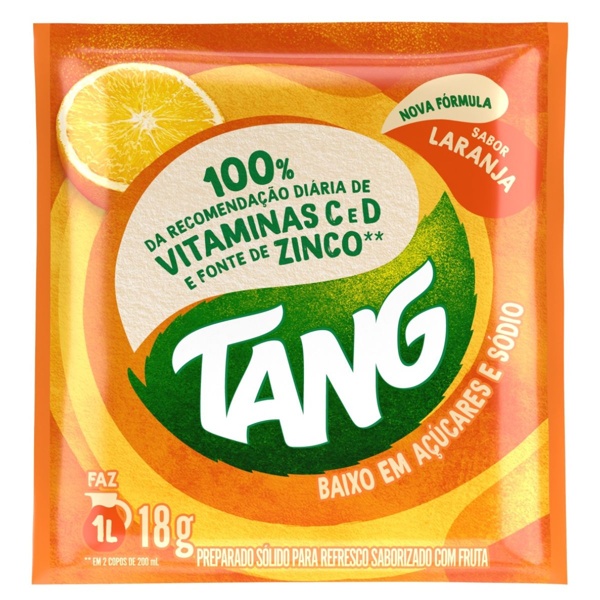 NOVA FÓRMULA
SABOR
LARANJA
100%
DA RECOMENDAÇÃO DIÁRIA DE
VITAMINAS C E D
E FONTE DE ZINCO**
TANG
BAIXO EM AÇÚCARES E SÓDIO
FAZ
1L 18g
** EM 2 COPOS DE 200 mL
PREPARADO SÓLIDO PARA REFRESCO SABORIZADO COM FRUTA